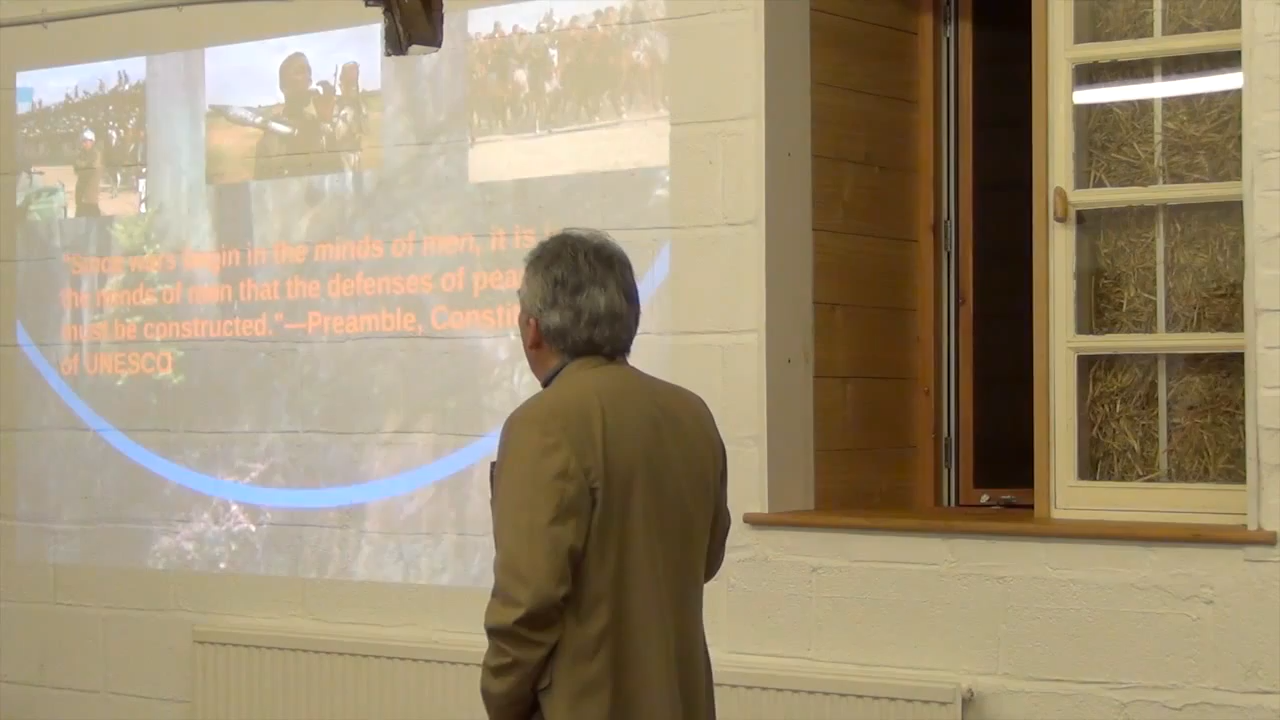 "Since wars begin in the minds of men, it is
the minds of men that the defenses of pea
must be constructed."—Preamble, Constit
of UNESCO